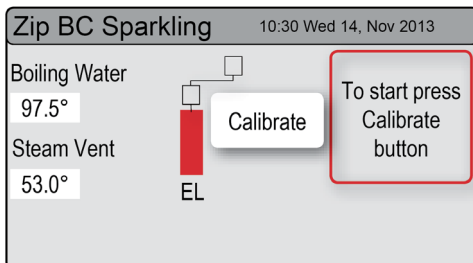 Zip BC Sparkling
10:30 Wed 14, Nov 2013
Boiling Water
97.5°
Steam Vent
53.0°
EL
Calibrate
To start press
Calibrate
button